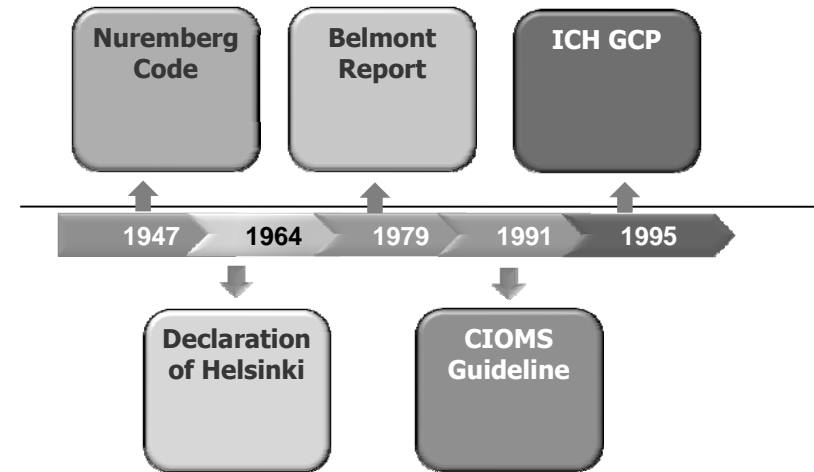 Nuremberg
Code
Belmont
Report
ICH GCP
1947
1964
1979
1991
1995
Declaration
of Helsinki
CIOMS
Guideline